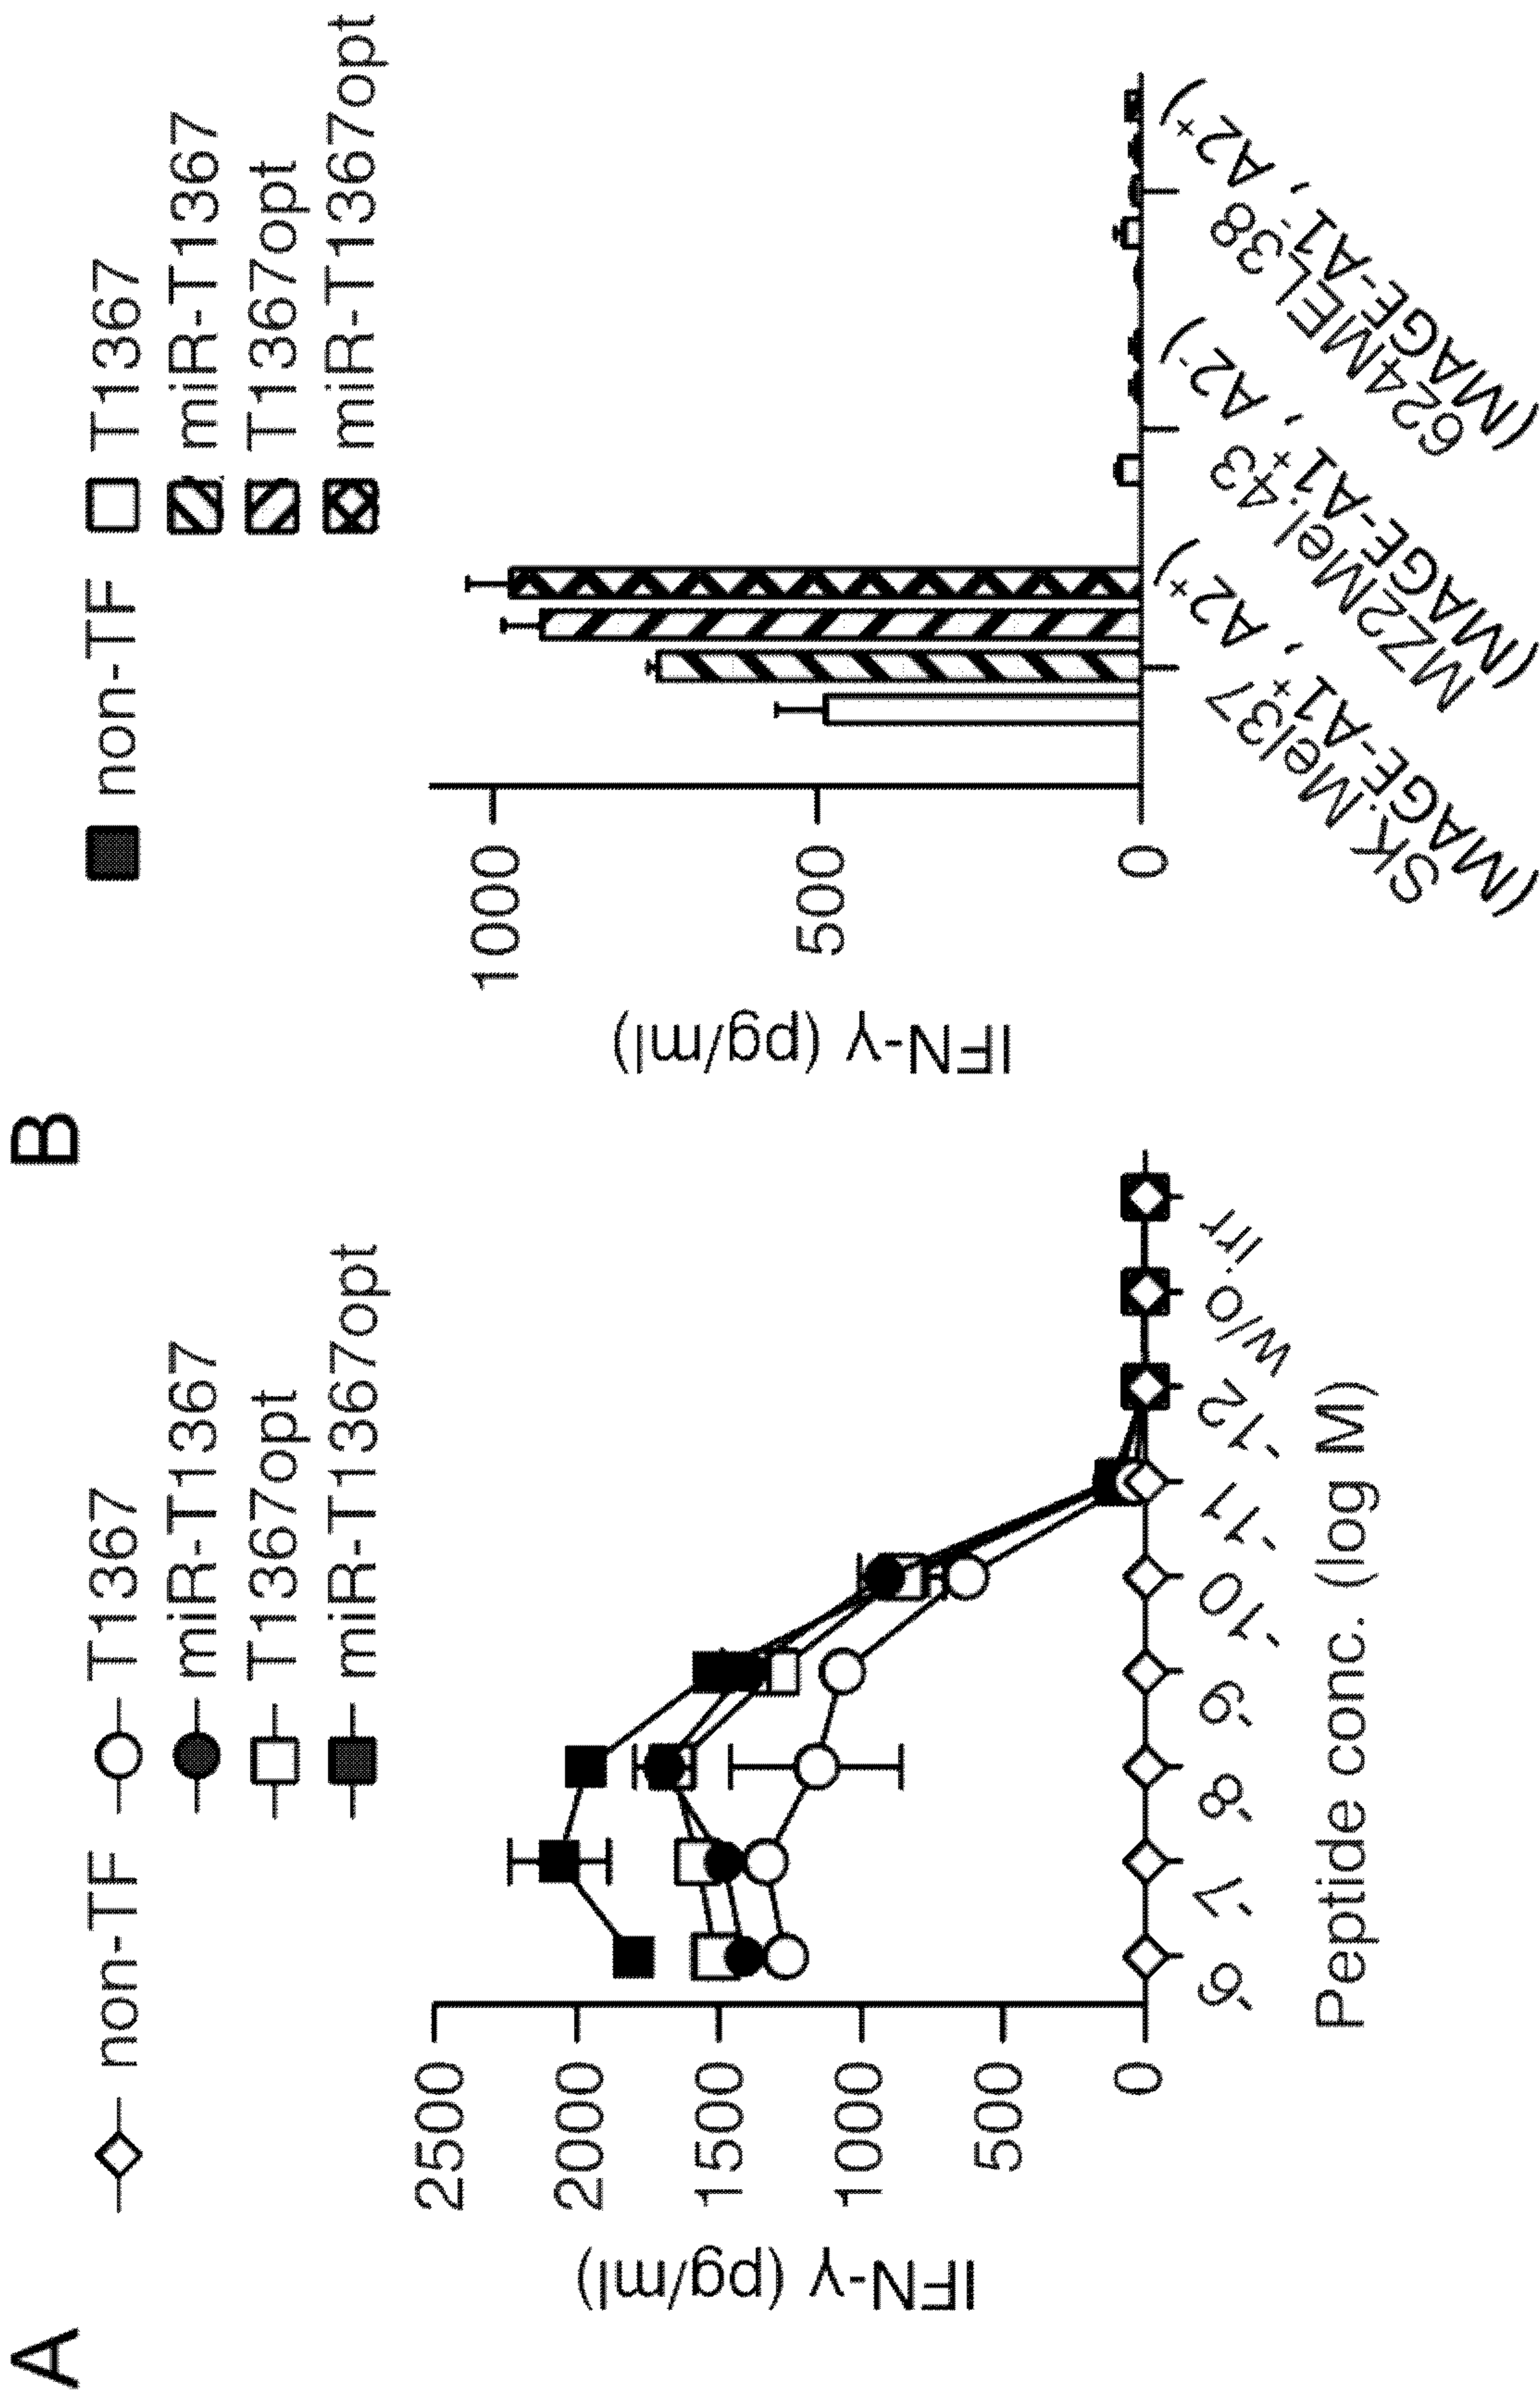 A
non-TF
T1367
miR-T1367
T1367opt
miR-T1367opt
IFN-γ (pg/ml)
2500
2000
1500
1000
500
0
-6
-7
-8
-9
-10
-11
-12
w/o
irr
Peptide conc. (log M)
B
non-TF
T1367
miR-T1367
T1367opt
miR-T1367opt
IFN-γ (pg/ml)
1000
500
0
SK.Mel37
(MAGE-A1⁺, A2⁺)
MZ2Mel.43
(MAGE-A1⁺, A2⁻)
624MEL38
(MAGE-A1⁻, A2⁺)